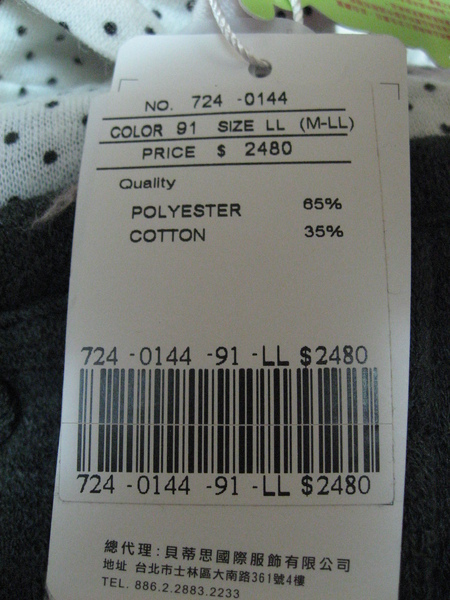 NO. 724 -0144
COLOR 91 SIZE LL (M-LL)
PRICE $ 2480
Quality
POLYESTER 65%
COTTON 35%
724 -0144 -91 -LL $2480
724 -0144 -91 -LL $2480
總代理:貝蒂思國際服飾有限公司
地址 台北市士林區大南路361號4樓
TEL. 886.2.2883.2233